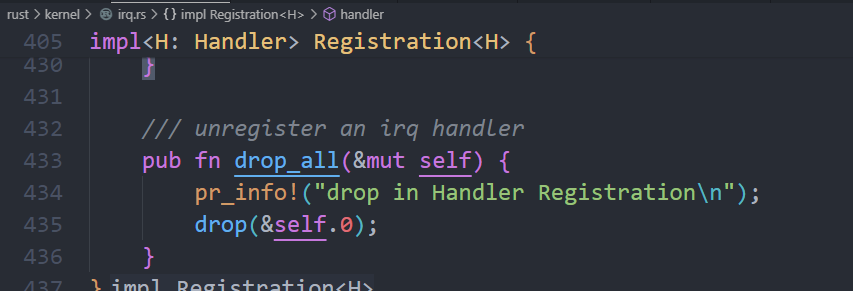 rust > kernel > irq.rs > {} impl Registration<H> > handler
405 impl<H: Handler> Registration<H> {
430 }
431
432 /// unregister an irq handler
433 pub fn drop_all(&mut self) {
434 pr_info!("drop in Handler Registration\n");
435 drop(&self.0);
436 }
437 } impl Registration<H>